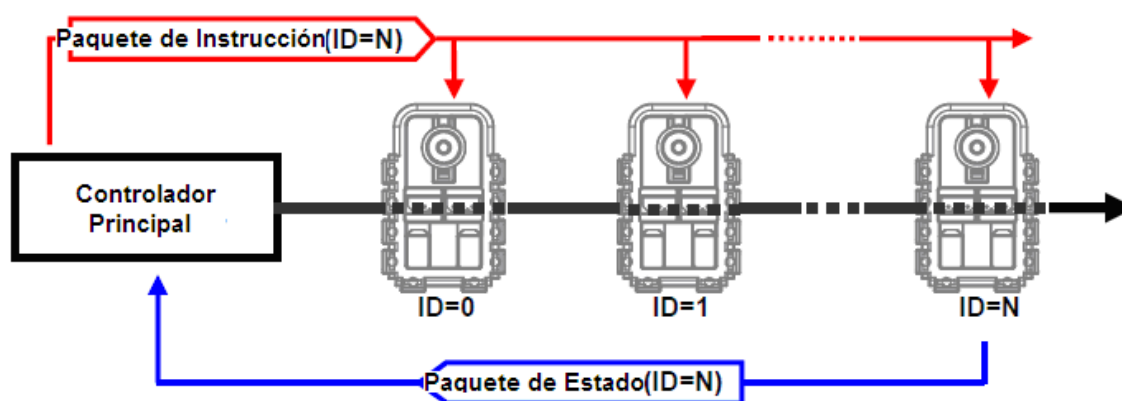 Paquete de Instrucción(ID=N)
Controlador
Principal
ID=0
ID=1
ID=N
Paquete de Estado(ID=N)